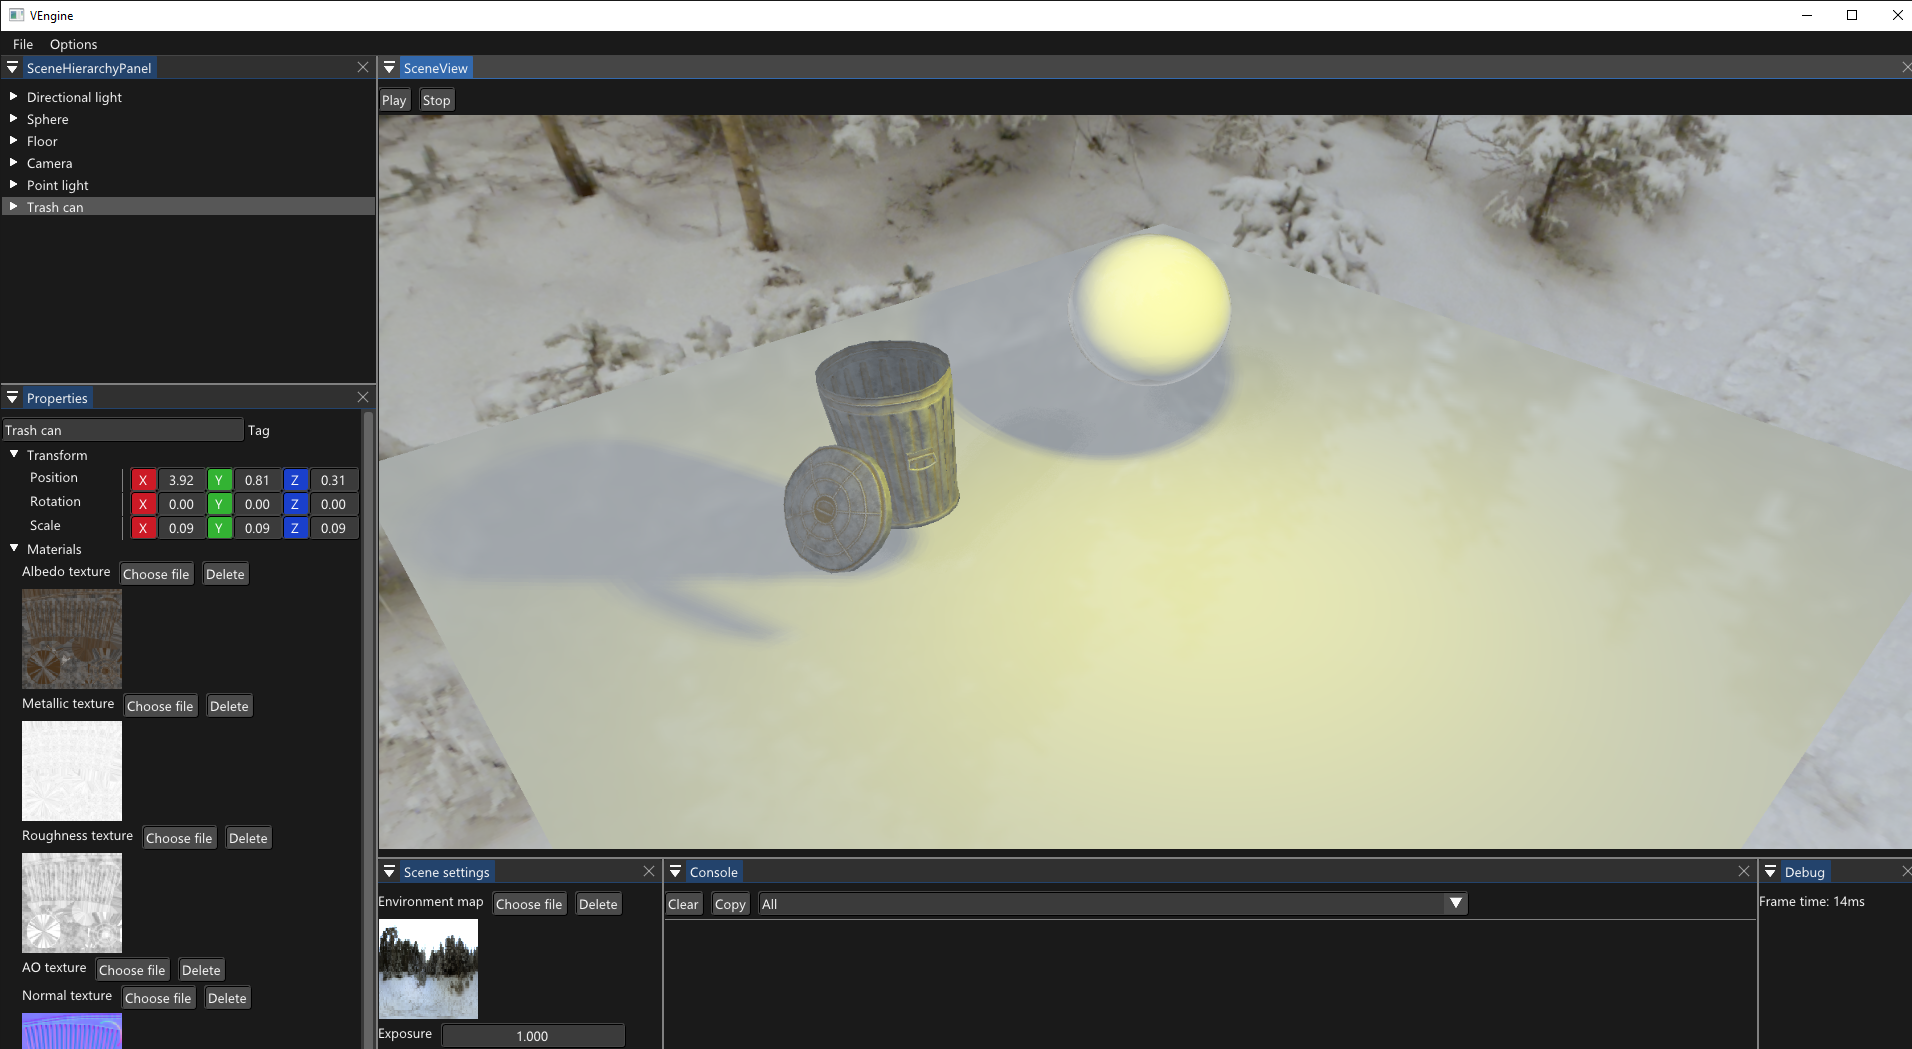 VEngine
File Options
SceneHierarchyPanel
Directional light
Sphere
Floor
Camera
Point light
Trash can
Properties
Trash can Tag
Transform
Position X 3.92 Y 0.81 Z 0.31
Rotation X 0.00 Y 0.00 Z 0.00
Scale X 0.09 Y 0.09 Z 0.09
Materials
Albedo texture Choose file Delete
Metallic texture Choose file Delete
Roughness texture Choose file Delete
AO texture Choose file Delete
Normal texture Choose file Delete
SceneView
Play Stop
Scene settings
Environment map Choose file Delete
Exposure 1.000
Console
Clear Copy All
Debug
Frame time: 14ms